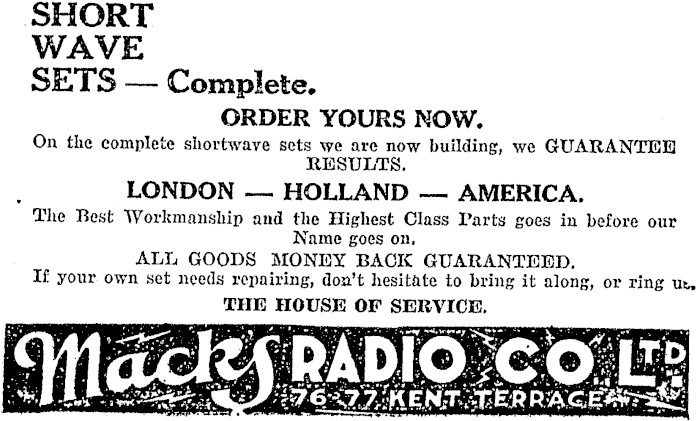 SHORT
WAVE
SETS — Complete.
ORDER YOURS NOW.
On the complete shortwave sets we are now building, we GUARANTEE
RESULTS.
LONDON — HOLLAND — AMERICA.
The Best Workmanship and the Highest Class Parts goes in before our
Name goes on.
ALL GOODS MONEY BACK GUARANTEED.
If your own set needs repairing, don't hesitate to bring it along, or ring us.
THE HOUSE OF SERVICE.
Mack's RADIO CO. LTD.
76-77 KENT TERRACE